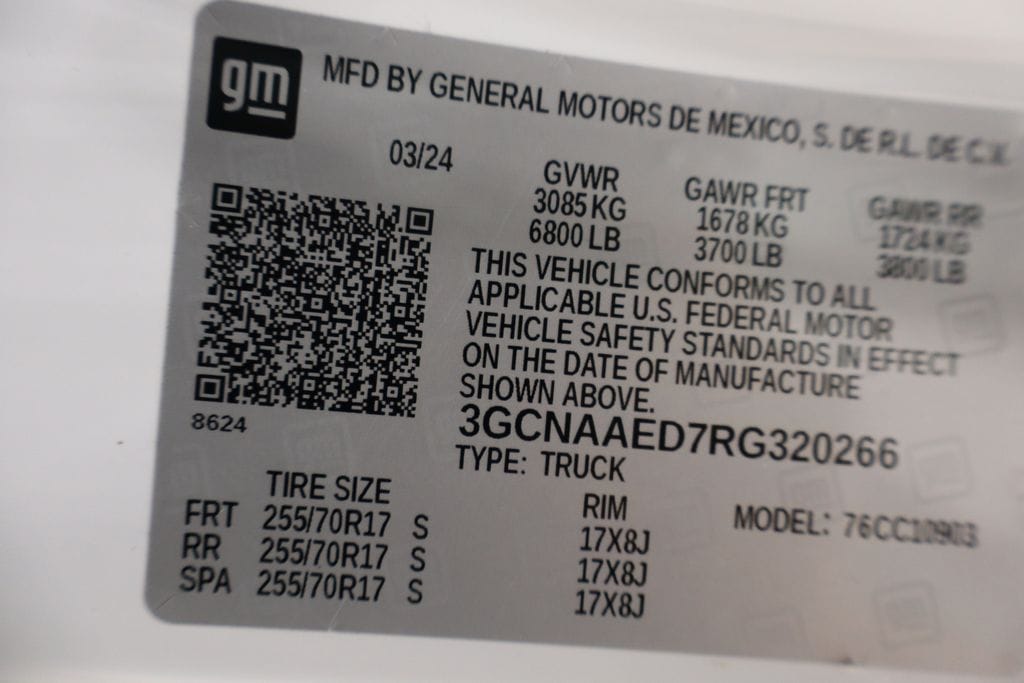 gm
MFD BY GENERAL MOTORS DE MEXICO, S. DE R.L. DE C.V.
03/24
GVWR GAWR FRT GAWR RR
3085 KG 1678 KG 1724 KG
6800 LB 3700 LB 3800 LB
THIS VEHICLE CONFORMS TO ALL
APPLICABLE U.S. FEDERAL MOTOR
VEHICLE SAFETY STANDARDS IN EFFECT
ON THE DATE OF MANUFACTURE
SHOWN ABOVE.
8624
3GCNAAED7RG320266
TYPE: TRUCK
TIRE SIZE RIM MODEL: 76CC10903
FRT 255/70R17 S 17X8J
RR 255/70R17 S 17X8J
SPA 255/70R17 S 17X8J